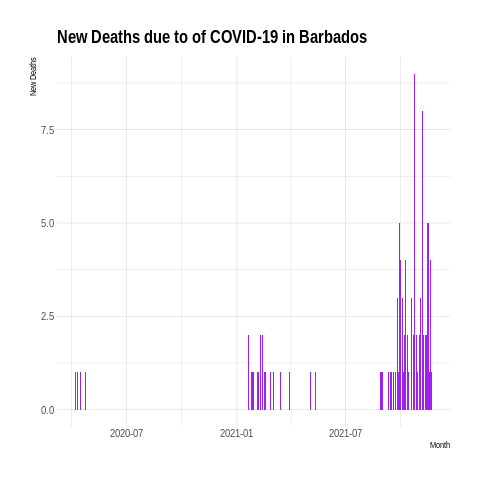 New Deaths due to of COVID-19 in Barbados
New Deaths
7.5
5.0
2.5
0.0
2020-07
2021-01
2021-07
Month